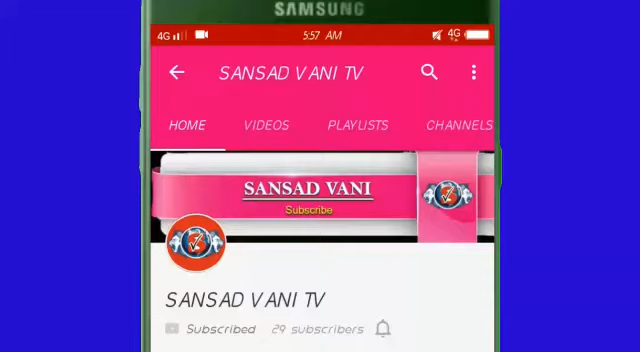 SAMSUNG
4G 5:57 AM 4G
SANSAD VANI TV
HOME VIDEOS PLAYLISTS CHANNELS
SANSAD VANI
Subscribe
SANSAD VANI TV
Subscribed 29 subscribers